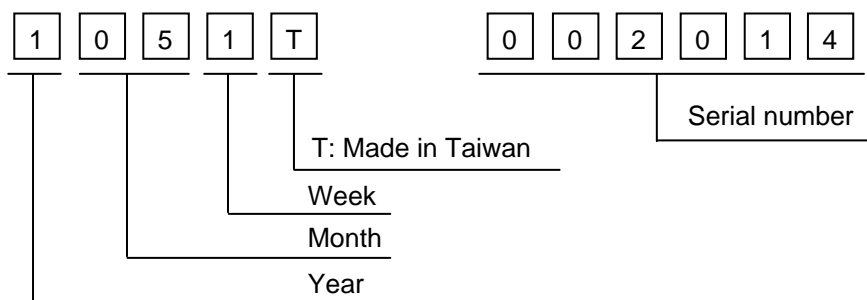 1 0 5 1 T 0 0 2 0 1 4
Serial number
T: Made in Taiwan
Week
Month
Year